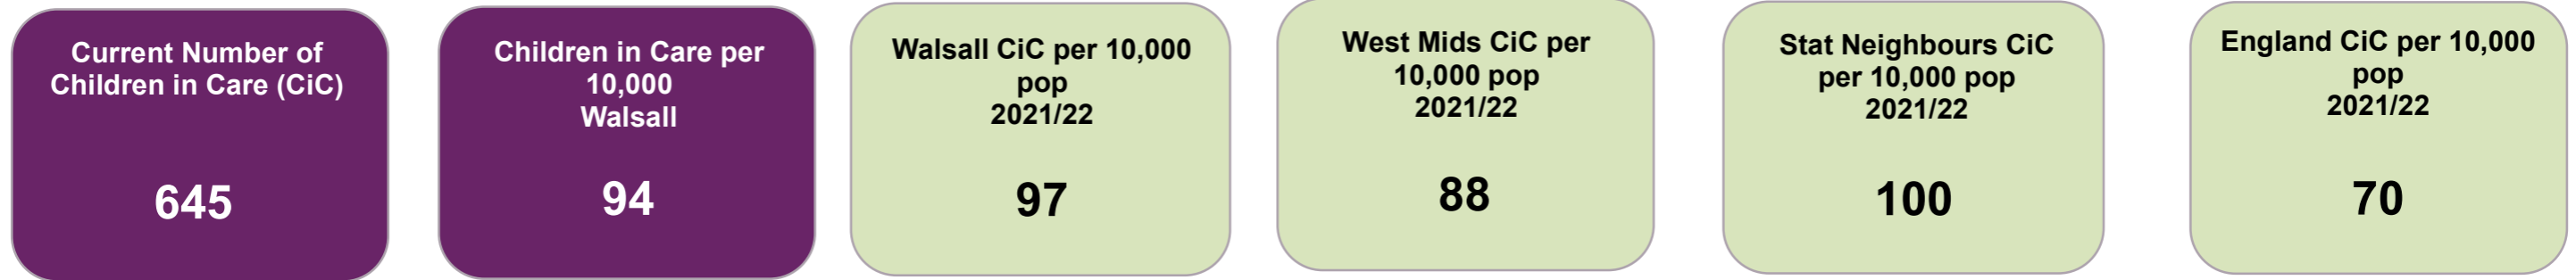 Current Number of
Children in Care (CiC)
645
Children in Care per
10,000
Walsall
94
Walsall CiC per 10,000
pop
2021/22
97
West Mids CiC per
10,000 pop
2021/22
88
Stat Neighbours CiC
per 10,000 pop
2021/22
100
England CiC per 10,000
pop
2021/22
70